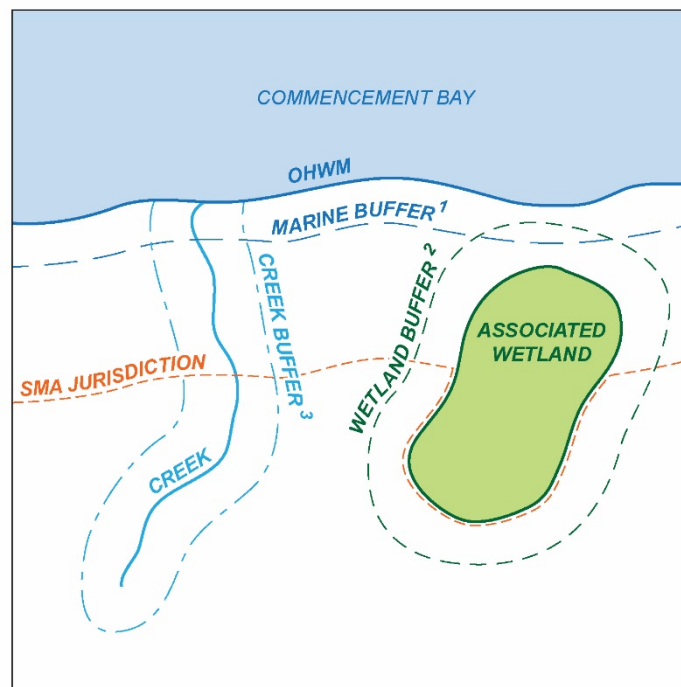 COMMENCEMENT BAY
OHWM
MARINE BUFFER 1
CREEK BUFFER 3
WETLAND BUFFER 2
ASSOCIATED
WETLAND
SMA JURISDICTION
CREEK